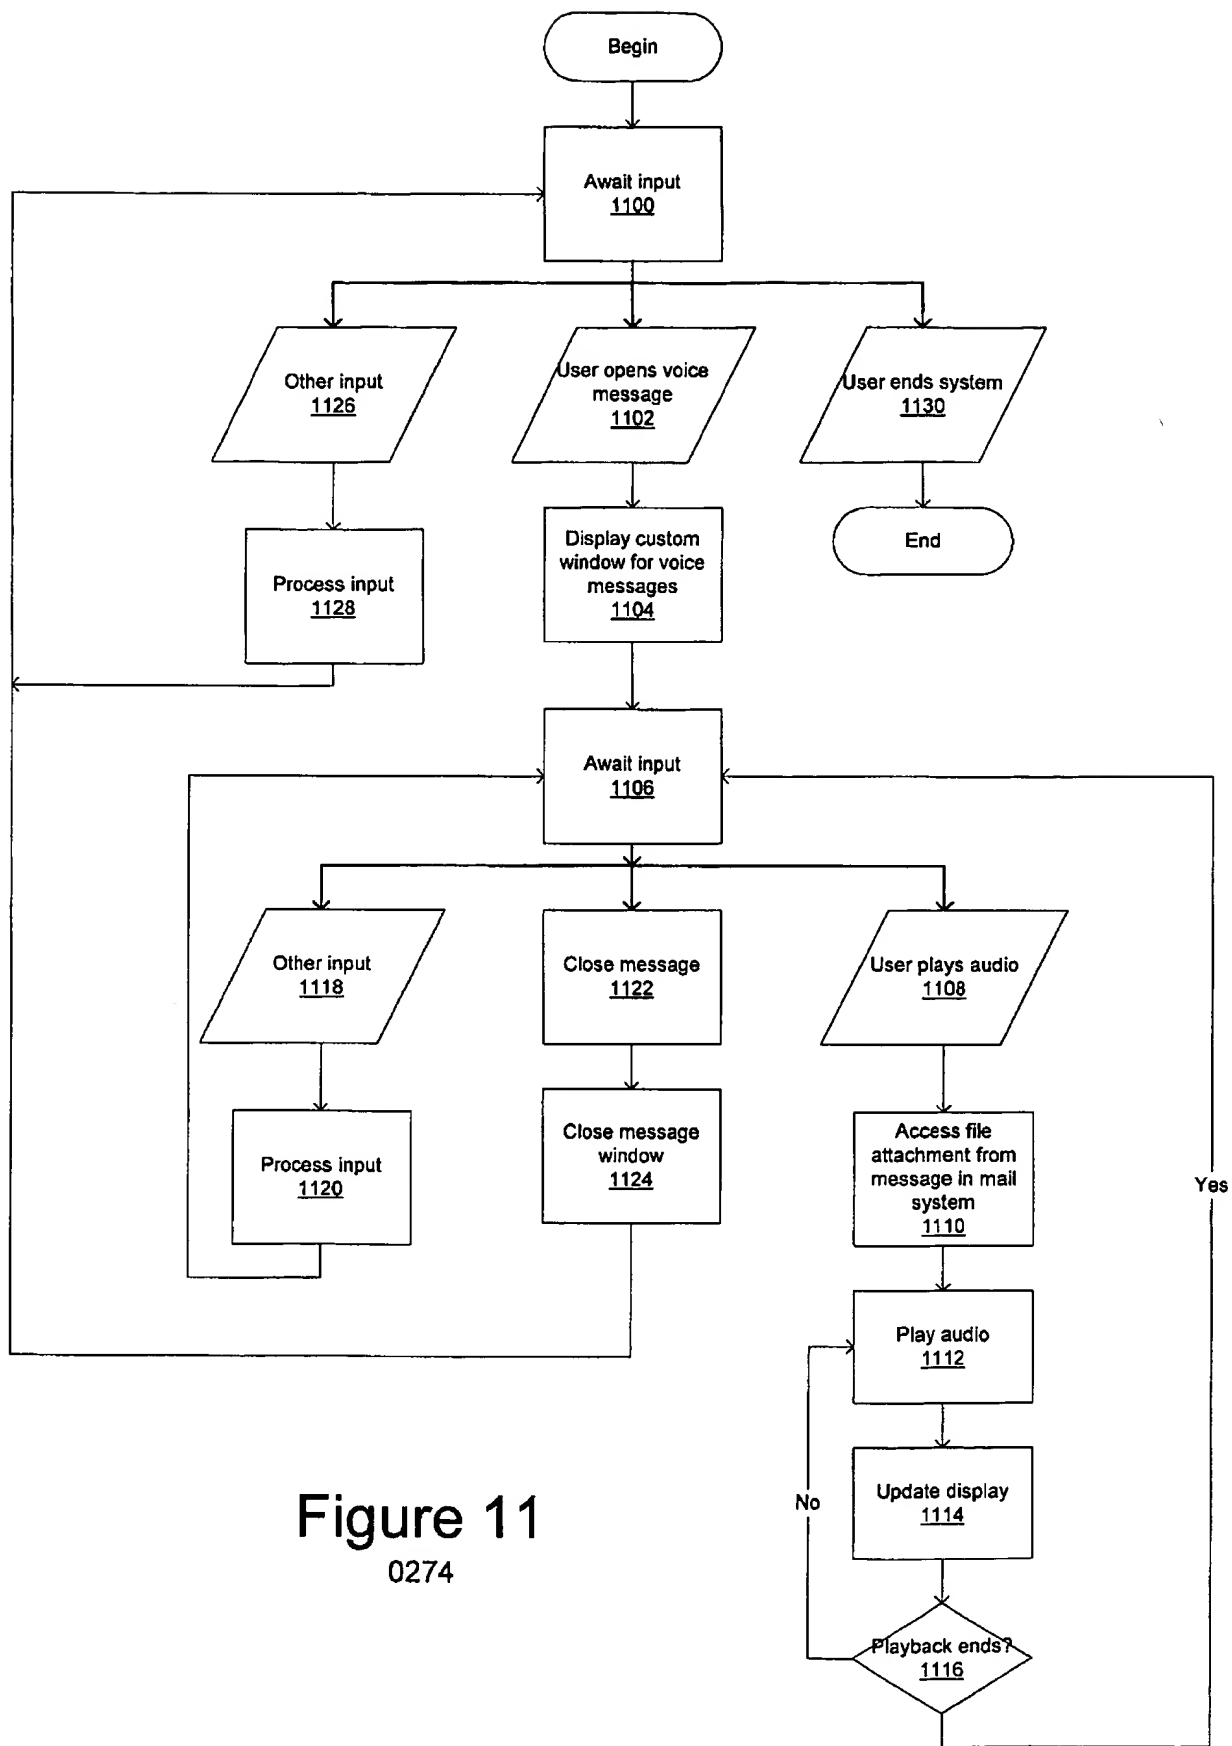 Begin
Await input
1100
Other input
1126
User opens voice
message
1102
User ends system
1130
Process input
1128
Display custom
window for voice
messages
1104
End
Await input
1106
Other input
1118
Close message
1122
User plays audio
1108
Process input
1120
Close message
window
1124
Access file
attachment from
message in mail
system
1110
Yes
Play audio
1112
No
Update display
1114
Playback ends?
1116
Figure 11
0274